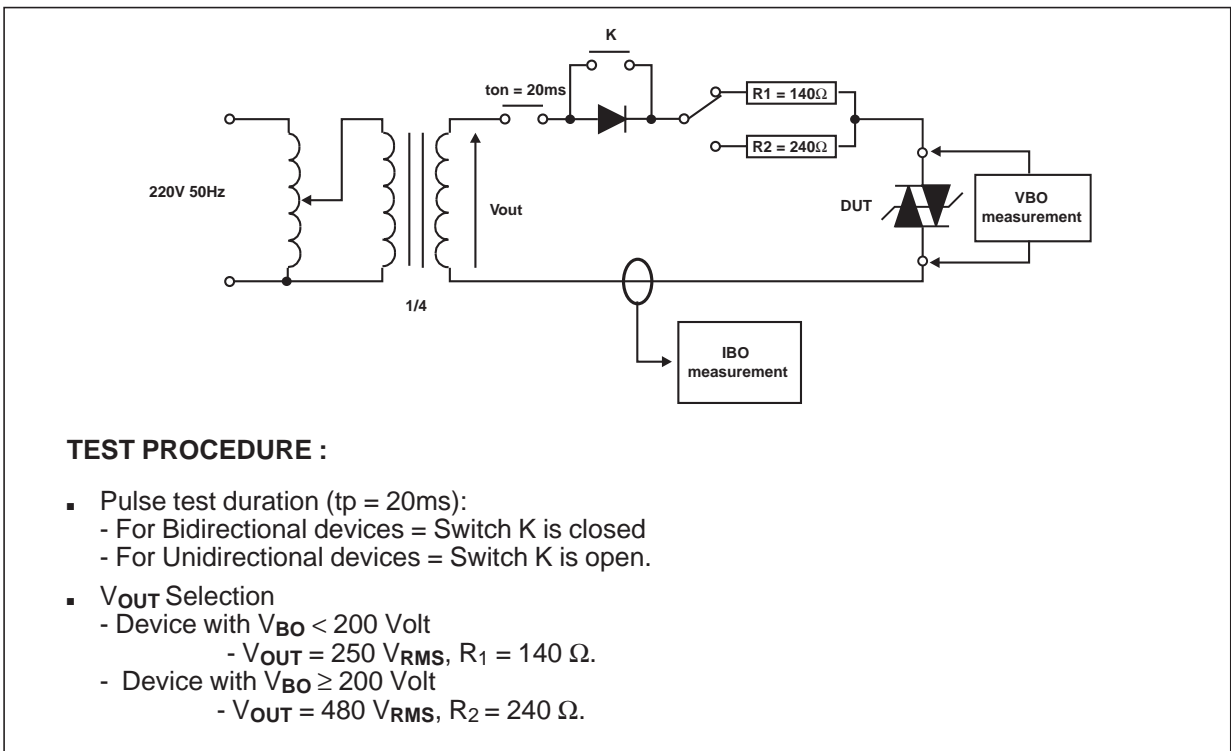 K
ton = 20ms
R1 = 140Ω
R2 = 240Ω
220V 50Hz
Vout
DUT
VBO
measurement
1/4
IBO
measurement
TEST PROCEDURE :
▪ Pulse test duration (tp = 20ms):
- For Bidirectional devices = Switch K is closed
- For Unidirectional devices = Switch K is open.
▪ VOUT Selection
- Device with VBO < 200 Volt
- VOUT = 250 VRMS, R1 = 140 Ω.
- Device with VBO ≥ 200 Volt
- VOUT = 480 VRMS, R2 = 240 Ω.